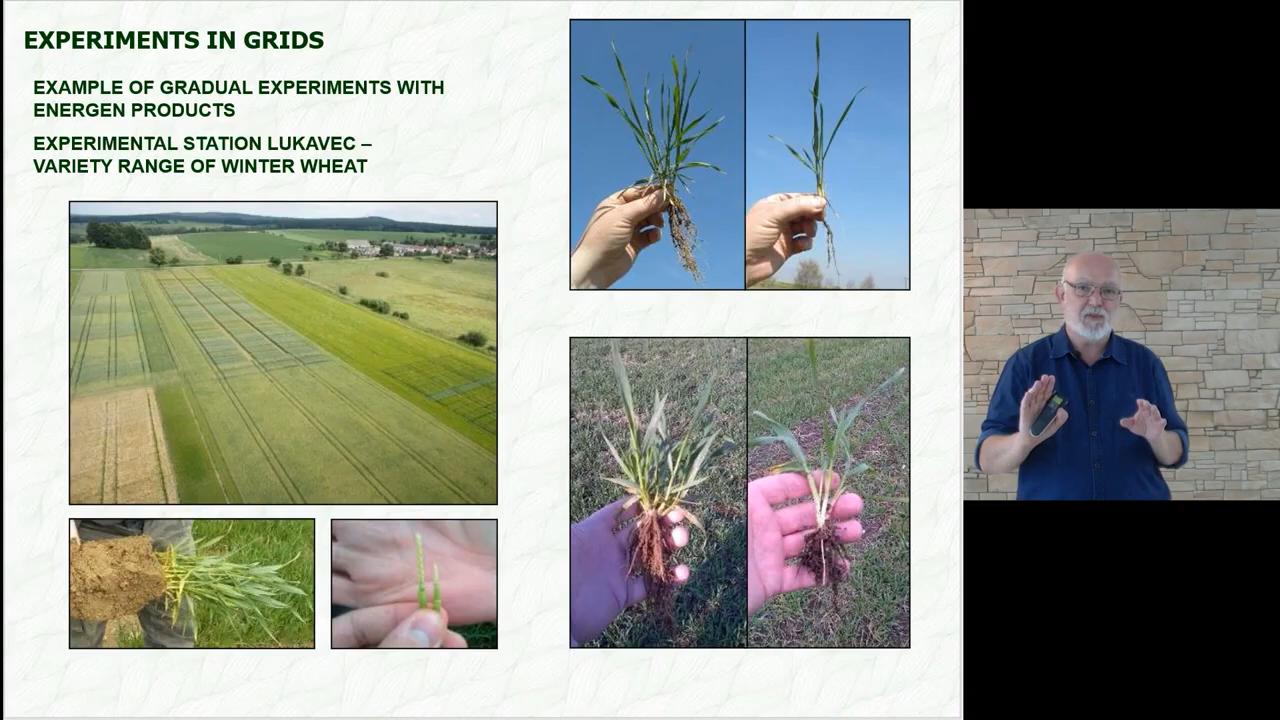 EXPERIMENTS IN GRIDS
EXAMPLE OF GRADUAL EXPERIMENTS WITH
ENERGEN PRODUCTS
EXPERIMENTAL STATION LUKAVEC –
VARIETY RANGE OF WINTER WHEAT